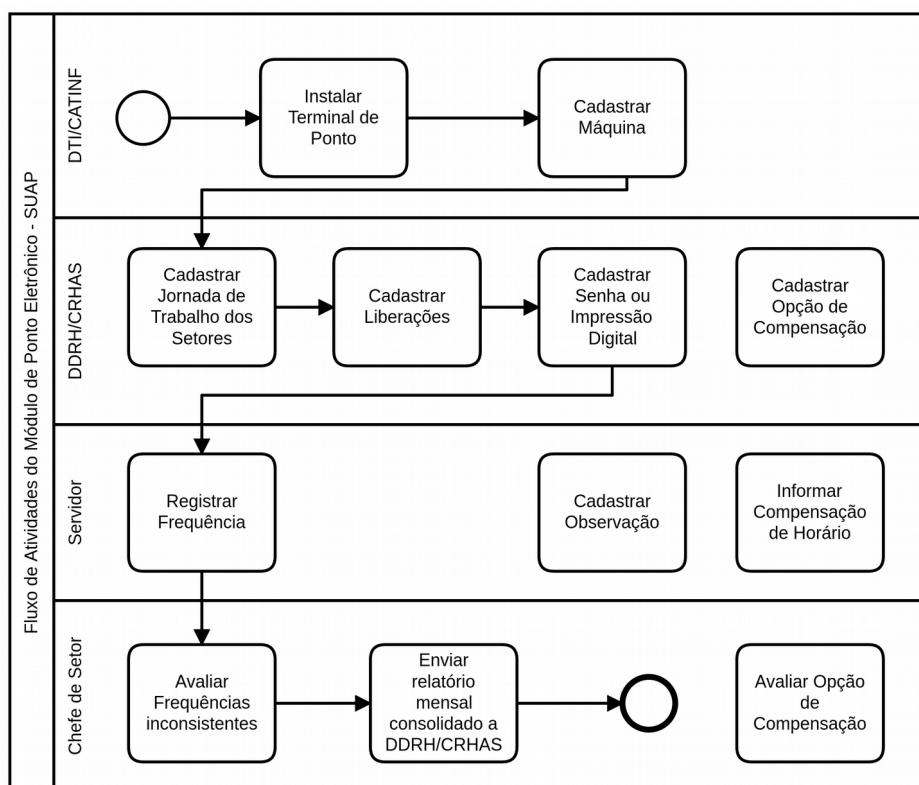 Fluxo de Atividades do Módulo de Ponto Eletrônico - SUAP
DTI/CATINF
Instalar
Terminal de
Ponto
Cadastrar
Máquina
DDRH/CRHAS
Cadastrar
Jornada de
Trabalho dos
Setores
Cadastrar
Liberações
Cadastrar
Senha ou
Impressão
Digital
Cadastrar
Opção de
Compensação
Servidor
Registrar
Frequência
Cadastrar
Observação
Informar
Compensação
de Horário
Chefe de Setor
Avaliar
Frequências
inconsistentes
Enviar
relatório
mensal
consolidado a
DDRH/CRHAS
Avaliar Opção
de
Compensação